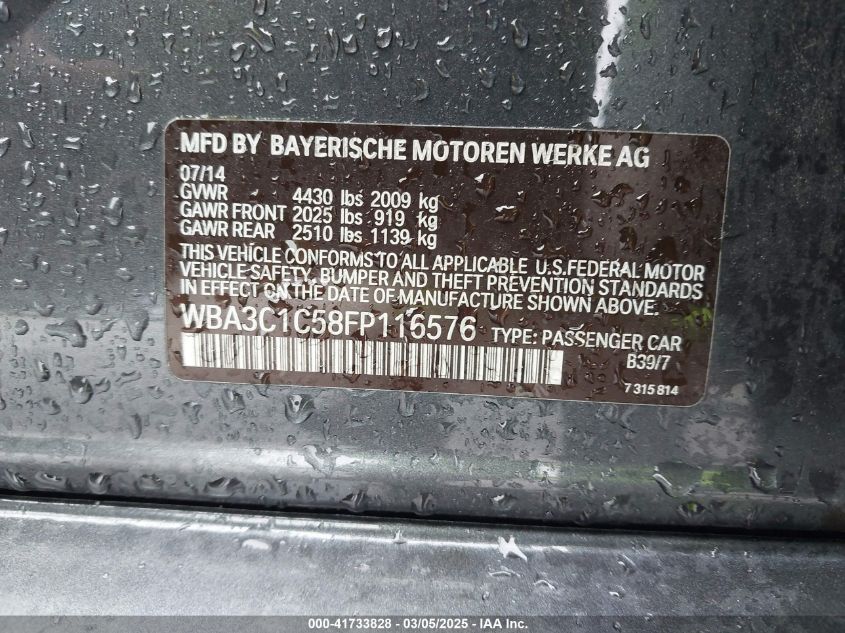 MFD BY BAYERISCHE MOTOREN WERKE AG
07/14
GVWR 4430 lbs 2009 kg
GAWR FRONT 2025 lbs 919 kg
GAWR REAR 2510 lbs 1139 kg
THIS VEHICLE CONFORMS TO ALL APPLICABLE U.S.FEDERAL MOTOR
VEHICLE SAFETY, BUMPER AND THEFT PREVENTION STANDARDS
IN EFFECT ON THE DATE OF MANUFACTURE SHOWN ABOVE.
WBA3C1C58FP116576 TYPE: PASSENGER CAR
B39/7
7 315 814
000-41733828 - 03/05/2025 - IAA Inc.